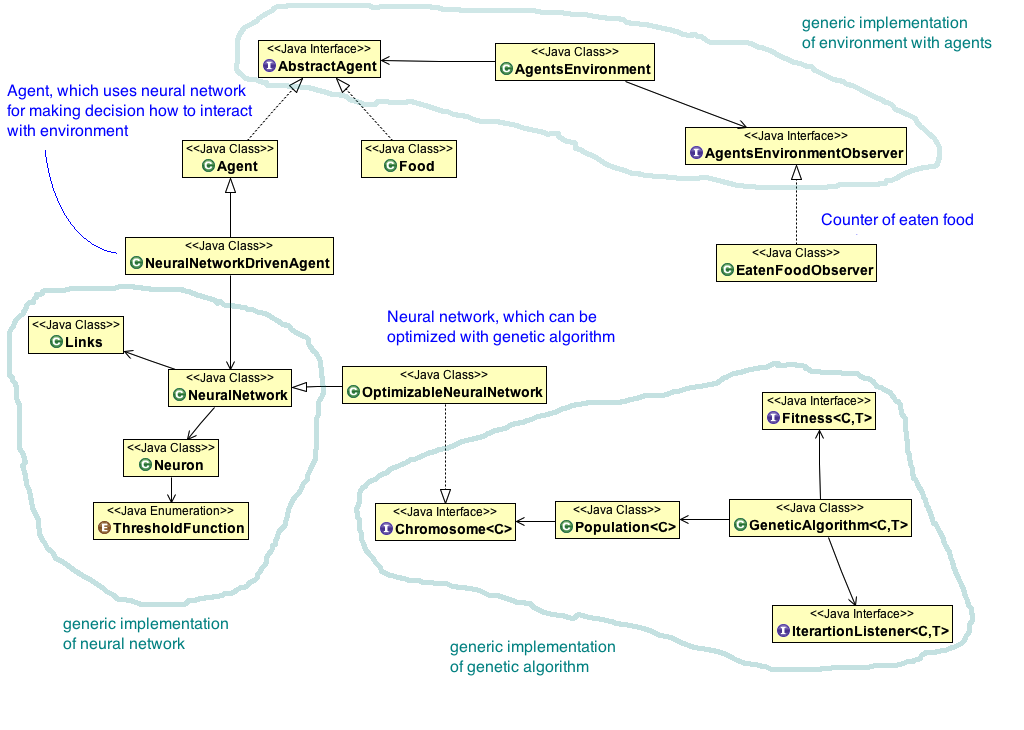 generic implementation
of environment with agents
<<Java Interface>>
AbstractAgent
<<Java Class>>
AgentsEnvironment
Agent, which uses neural network
for making decision how to interact
with environment
<<Java Interface>>
AgentsEnvironmentObserver
<<Java Class>>
Agent
<<Java Class>>
Food
Counter of eaten food
<<Java Class>>
NeuralNetworkDrivenAgent
<<Java Class>>
EatenFoodObserver
Neural network, which can be
optimized with genetic algorithm
<<Java Class>>
Links
<<Java Class>>
NeuralNetwork
<<Java Class>>
OptimizableNeuralNetwork
<<Java Interface>>
Fitness<C,T>
<<Java Class>>
Neuron
<<Java Enumeration>>
ThresholdFunction
<<Java Interface>>
Chromosome<C>
<<Java Class>>
Population<C>
<<Java Class>>
GeneticAlgorithm<C,T>
<<Java Interface>>
IterartionListener<C,T>
generic implementation
of neural network
generic implementation
of genetic algorithm